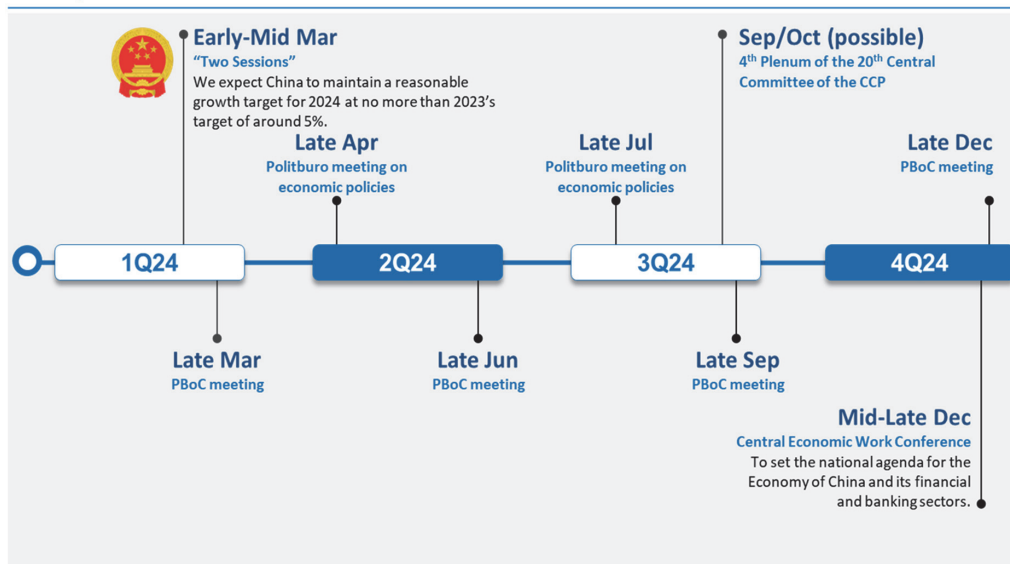 Early-Mid Mar
“Two Sessions”
We expect China to maintain a reasonable
growth target for 2024 at no more than 2023’s
target of around 5%.
Sep/Oct (possible)
4th Plenum of the 20th Central
Committee of the CCP
Late Apr
Politburo meeting on
economic policies
Late Jul
Politburo meeting on
economic policies
Late Dec
PBoC meeting
1Q24
2Q24
3Q24
4Q24
Late Mar
PBoC meeting
Late Jun
PBoC meeting
Late Sep
PBoC meeting
Mid-Late Dec
Central Economic Work Conference
To set the national agenda for the
Economy of China and its financial
and banking sectors.